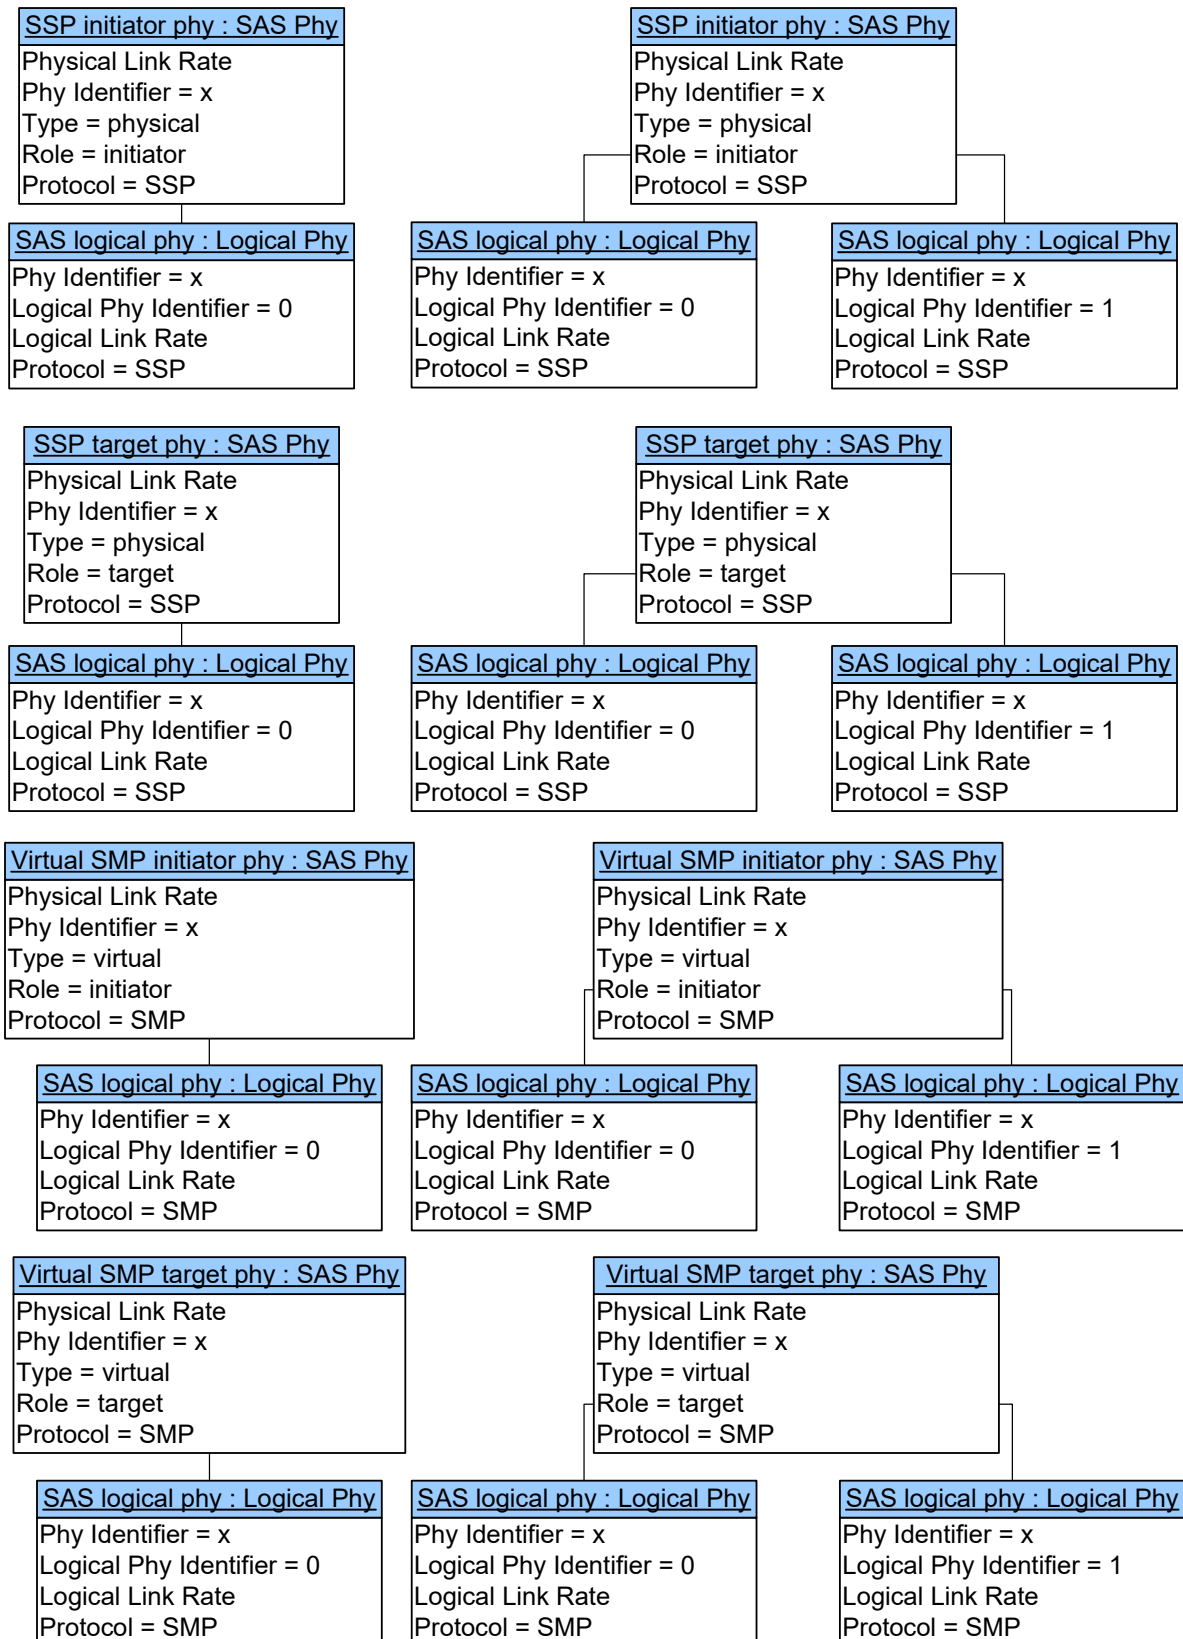 SSP initiator phy : SAS Phy
Physical Link Rate
Phy Identifier = x
Type = physical
Role = initiator
Protocol = SSP
SSP initiator phy : SAS Phy
Physical Link Rate
Phy Identifier = x
Type = physical
Role = initiator
Protocol = SSP
SAS logical phy : Logical Phy
Phy Identifier = x
Logical Phy Identifier = 0
Logical Link Rate
Protocol = SSP
SAS logical phy : Logical Phy
Phy Identifier = x
Logical Phy Identifier = 0
Logical Link Rate
Protocol = SSP
SAS logical phy : Logical Phy
Phy Identifier = x
Logical Phy Identifier = 1
Logical Link Rate
Protocol = SSP
SSP target phy : SAS Phy
Physical Link Rate
Phy Identifier = x
Type = physical
Role = target
Protocol = SSP
SSP target phy : SAS Phy
Physical Link Rate
Phy Identifier = x
Type = physical
Role = target
Protocol = SSP
SAS logical phy : Logical Phy
Phy Identifier = x
Logical Phy Identifier = 0
Logical Link Rate
Protocol = SSP
SAS logical phy : Logical Phy
Phy Identifier = x
Logical Phy Identifier = 0
Logical Link Rate
Protocol = SSP
SAS logical phy : Logical Phy
Phy Identifier = x
Logical Phy Identifier = 1
Logical Link Rate
Protocol = SSP
Virtual SMP initiator phy : SAS Phy
Physical Link Rate
Phy Identifier = x
Type = virtual
Role = initiator
Protocol = SMP
Virtual SMP initiator phy : SAS Phy
Physical Link Rate
Phy Identifier = x
Type = virtual
Role = initiator
Protocol = SMP
SAS logical phy : Logical Phy
Phy Identifier = x
Logical Phy Identifier = 0
Logical Link Rate
Protocol = SMP
SAS logical phy : Logical Phy
Phy Identifier = x
Logical Phy Identifier = 0
Logical Link Rate
Protocol = SMP
SAS logical phy : Logical Phy
Phy Identifier = x
Logical Phy Identifier = 1
Logical Link Rate
Protocol = SMP
Virtual SMP target phy : SAS Phy
Physical Link Rate
Phy Identifier = x
Type = virtual
Role = target
Protocol = SMP
Virtual SMP target phy : SAS Phy
Physical Link Rate
Phy Identifier = x
Type = virtual
Role = target
Protocol = SMP
SAS logical phy : Logical Phy
Phy Identifier = x
Logical Phy Identifier = 0
Logical Link Rate
Protocol = SMP
SAS logical phy : Logical Phy
Phy Identifier = x
Logical Phy Identifier = 0
Logical Link Rate
Protocol = SMP
SAS logical phy : Logical Phy
Phy Identifier = x
Logical Phy Identifier = 1
Logical Link Rate
Protocol = SMP